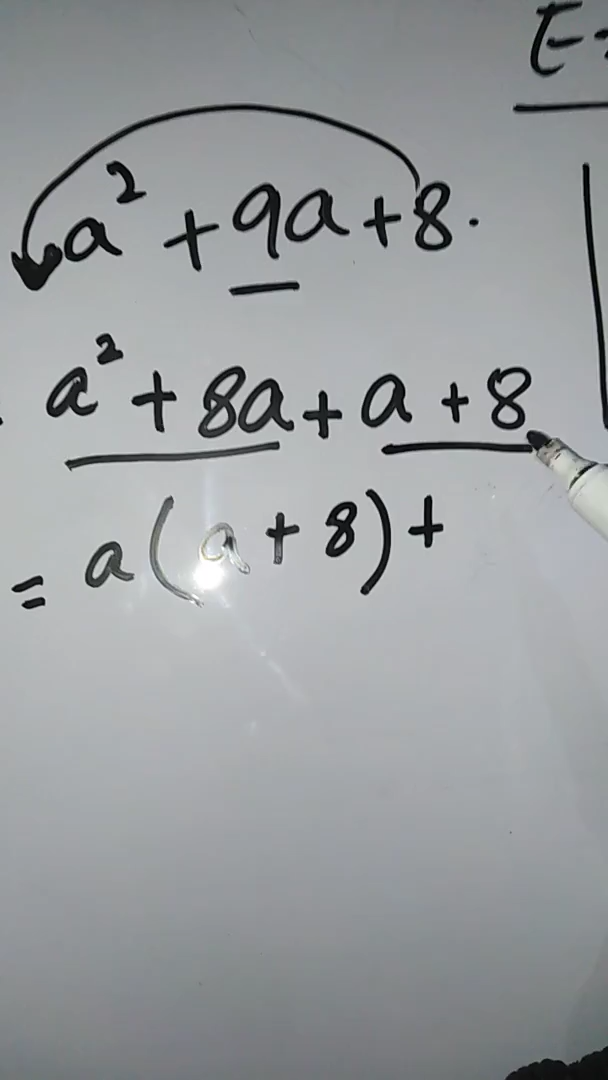 a² + 9a + 8.
a² + 8a + a + 8
= a(a + 8) +